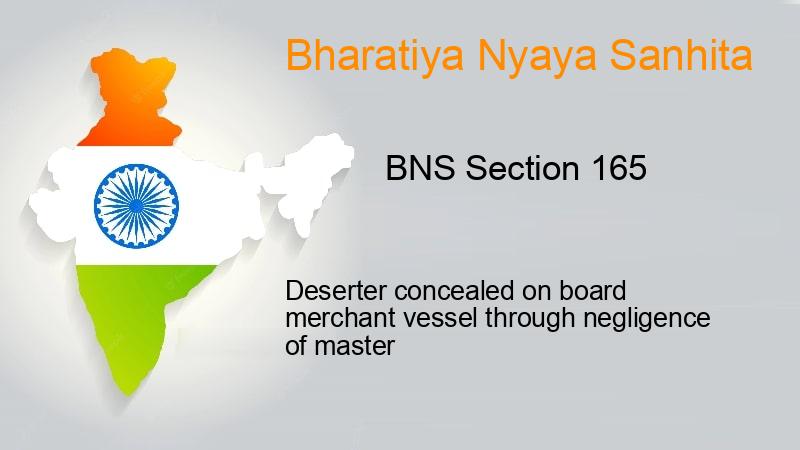 Bharatiya Nyaya Sanhita
BNS Section 165
Deserter concealed on board
merchant vessel through negligence
of master